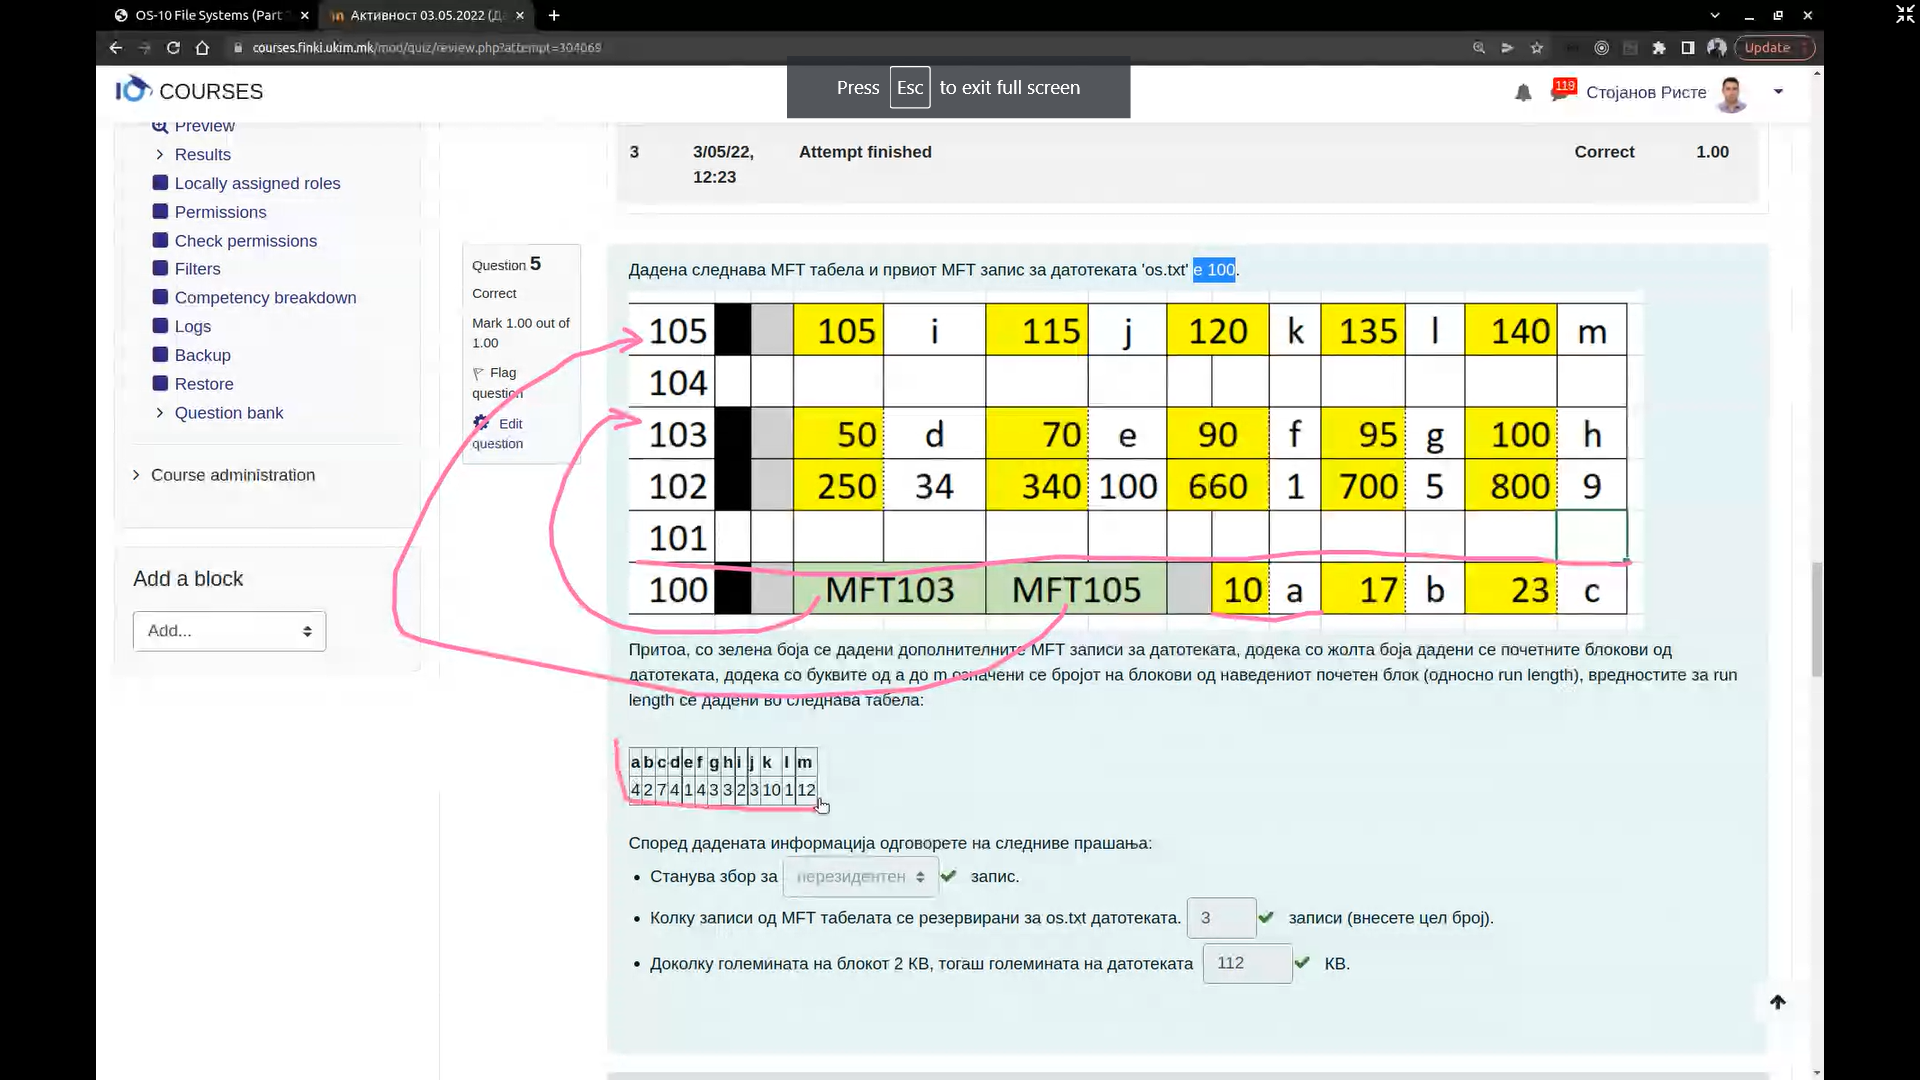 OS-10 File Systems (Part
Активност 03.05.2022 (Д
courses.finki.ukim.mk/mod/quiz/review.php?attempt=304069
Update
Press Esc to exit full screen
COURSES
119
Стојанов Ристе
Preview
Results
Locally assigned roles
Permissions
Check permissions
Filters
Competency breakdown
Logs
Backup
Restore
Question bank
Course administration
Add a block
Add...
3 3/05/22, 12:23 Attempt finished Correct 1.00
Question 5
Correct
Mark 1.00 out of
1.00
Flag
question
Edit
question
Дадена следнава MFT табела и првиот MFT запис за датотеката 'os.txt' е 100.
105 105 i 115 j 120 k 135 l 140 m
104
103 50 d 70 e 90 f 95 g 100 h
102 250 34 340 100 660 1 700 5 800 9
101
100 MFT103 MFT105 10 a 17 b 23 c
Притоа, со зелена боја се дадени дополнителните MFT записи за датотеката, додека со жолта боја дадени се почетните блокови од
датотеката, додека со буквите од а до m означени се бројот на блокови од наведениот почетен блок (односно run length), вредностите за run
length се дадени во следнава табела:
a b c d e f g h i j k l m
4 2 7 4 1 4 3 3 2 3 10 1 12
Според дадената информација одговорете на следниве прашања:
Станува збор за нерезидентен запис.
Колку записи од MFT табелата се резервирани за os.txt датотеката. 3 записи (внесете цел број).
Доколку големината на блокот 2 КВ, тогаш големината на датотеката 112 КВ.